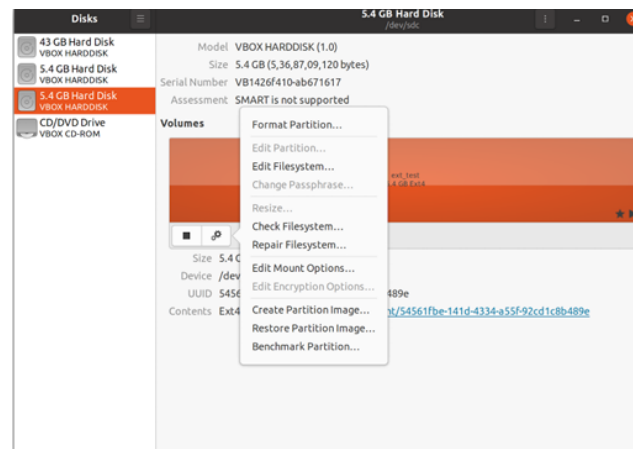 Disks
5.4 GB Hard Disk
/dev/sdc
43 GB Hard Disk
VBOX HARDDISK
5.4 GB Hard Disk
VBOX HARDDISK
5.4 GB Hard Disk
VBOX HARDDISK
CD/DVD Drive
VBOX CD-ROM
Model VBOX HARDDISK (1.0)
Size 5.4 GB (5,36,87,09,120 bytes)
Serial Number VB1426f410-ab671617
Assessment SMART is not supported
Volumes
Format Partition...
Edit Partition...
Edit Filesystem...
Change Passphrase...
Resize...
Check Filesystem...
Repair Filesystem...
Edit Mount Options...
Edit Encryption Options...
Create Partition Image...
Restore Partition Image...
Benchmark Partition...
ext_test
.4 GB Ext4
Size 5.4 G
Device /dev
UUID 5456
489e
Contents Ext4
nt/54561fbe-141d-4334-a55f-92cd1c8b489e